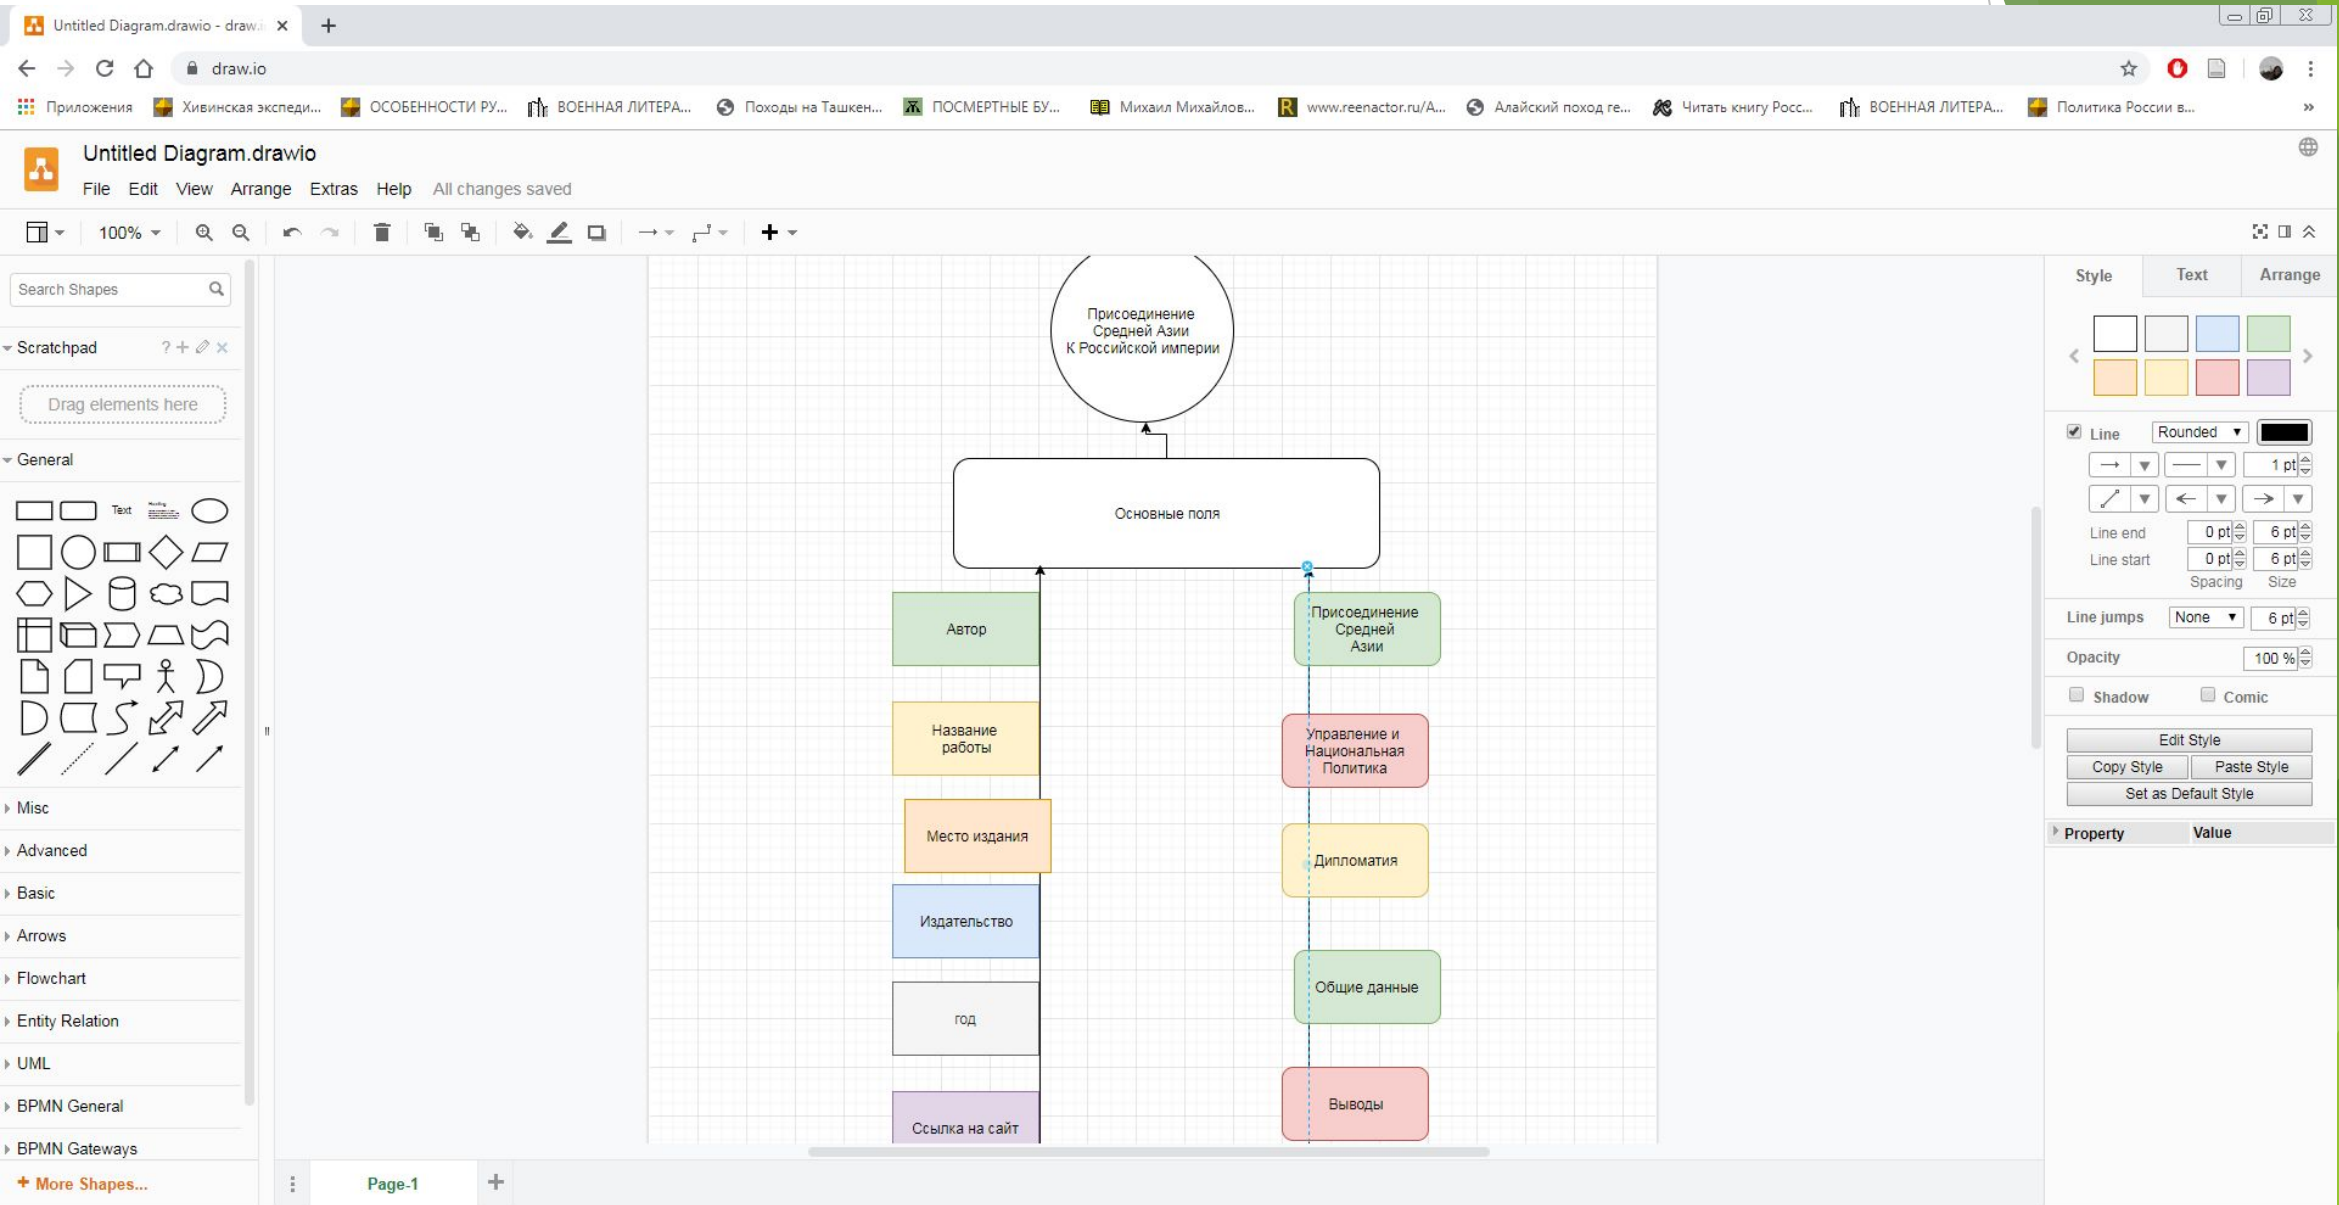 Untitled Diagram.drawio - draw.i
draw.io
Приложения
Хивинская экспеди...
ОСОБЕННОСТИ РУ...
ВОЕННАЯ ЛИТЕРА...
Походы на Ташкен...
ПОСМЕРТНЫЕ БУ...
Михаил Михайлов...
www.reenactor.ru/A...
Алайский поход ге...
Читать книгу Росс...
ВОЕННАЯ ЛИТЕРА...
Политика России в...
Untitled Diagram.drawio
File Edit View Arrange Extras Help All changes saved
100%
Search Shapes
Scratchpad
Drag elements here
General
Text
Misc
Advanced
Basic
Arrows
Flowchart
Entity Relation
UML
BPMN General
BPMN Gateways
+ More Shapes...
Присоединение
Средней Азии
К Российской империи
Основные поля
Автор
Название
работы
Место издания
Издательство
год
Ссылка на сайт
Присоединение
Средней
Азии
Управление и
Национальная
Политика
Дипломатия
Общие данные
Выводы
Page-1
Style Text Arrange
Line Rounded
1 pt
Line end 0 pt 6 pt
Line start 0 pt 6 pt
Spacing Size
Line jumps None 6 pt
Opacity 100 %
Shadow Comic
Edit Style
Copy Style Paste Style
Set as Default Style
Property Value